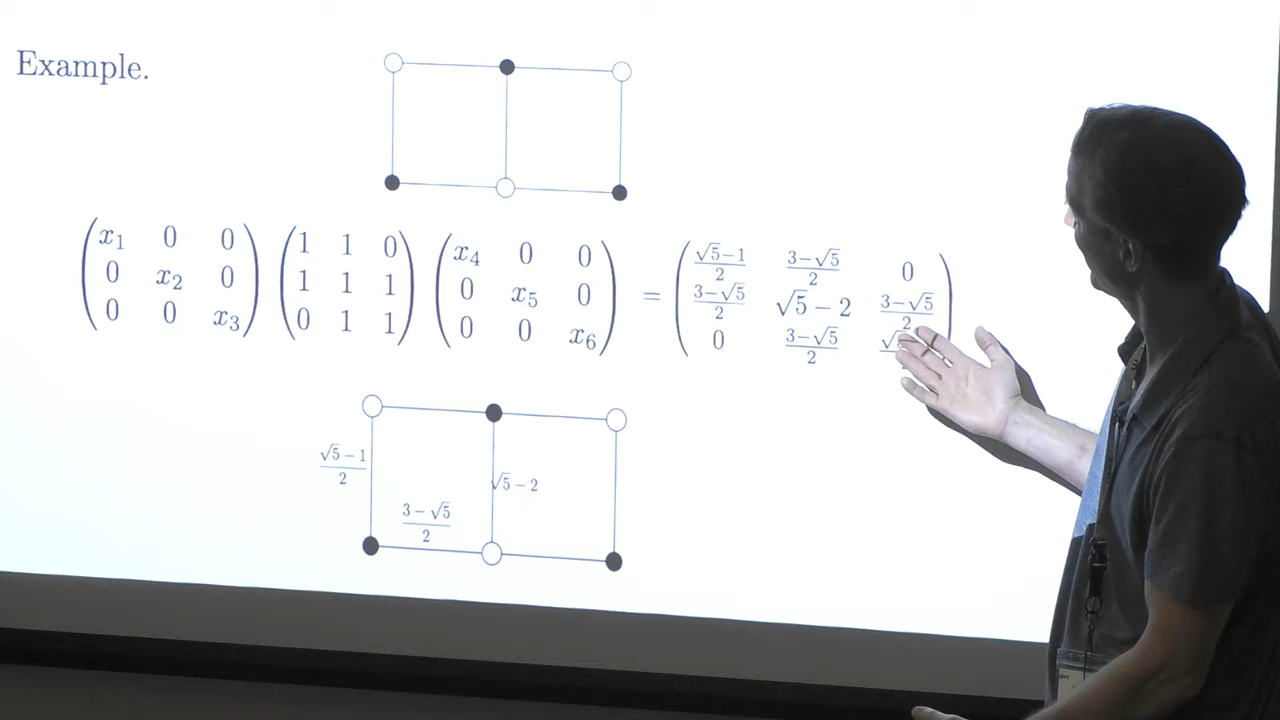 Example.
$\begin{pmatrix} x_1 & 0 & 0 \\ 0 & x_2 & 0 \\ 0 & 0 & x_3 \end{pmatrix} \begin{pmatrix} 1 & 1 & 0 \\ 1 & 1 & 1 \\ 0 & 1 & 1 \end{pmatrix} \begin{pmatrix} x_4 & 0 & 0 \\ 0 & x_5 & 0 \\ 0 & 0 & x_6 \end{pmatrix} = \begin{pmatrix} \frac{\sqrt{5}-1}{2} & \frac{3-\sqrt{5}}{2} & 0 \\ \frac{3-\sqrt{5}}{2} & \sqrt{5}-2 & \frac{3-\sqrt{5}}{2} \\ 0 & \frac{3-\sqrt{5}}{2} & \end{pmatrix}$
$\frac{\sqrt{5}-1}{2}$
$\sqrt{5}-2$
$\frac{3-\sqrt{5}}{2}$